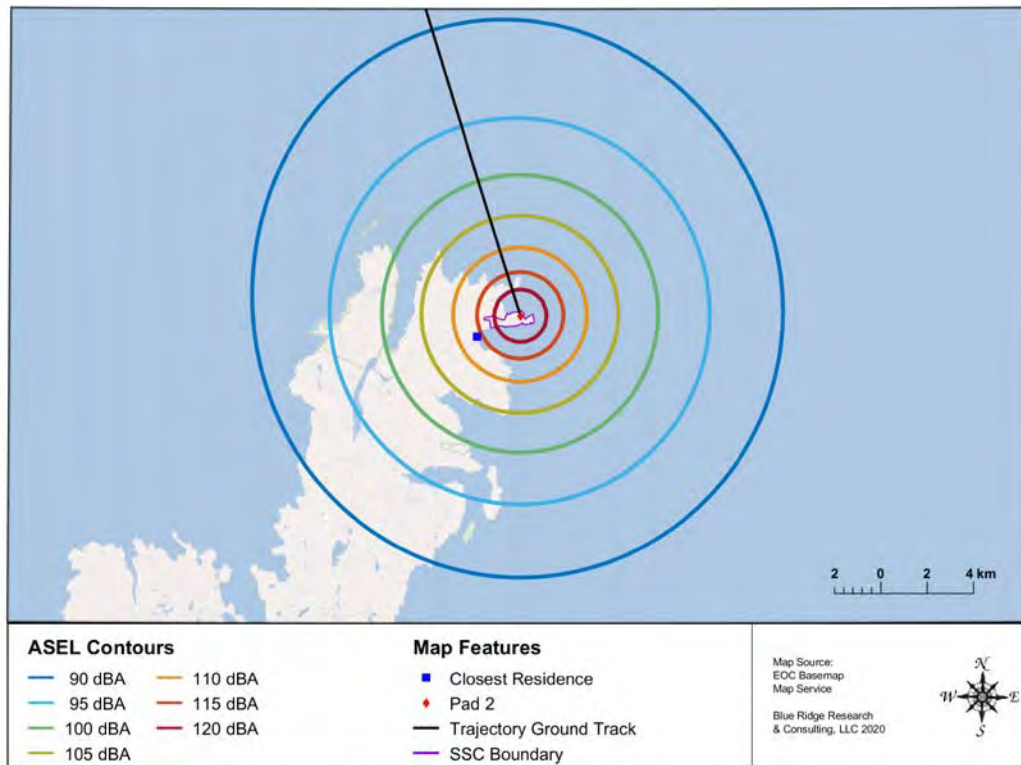 2 0 2 4 km
ASEL Contours
90 dBA
95 dBA
100 dBA
105 dBA
110 dBA
115 dBA
120 dBA
Map Features
Closest Residence
Pad 2
Trajectory Ground Track
SSC Boundary
Map Source:
EOC Basemap
Map Service
Blue Ridge Research
& Consulting, LLC 2020
N
W E
S